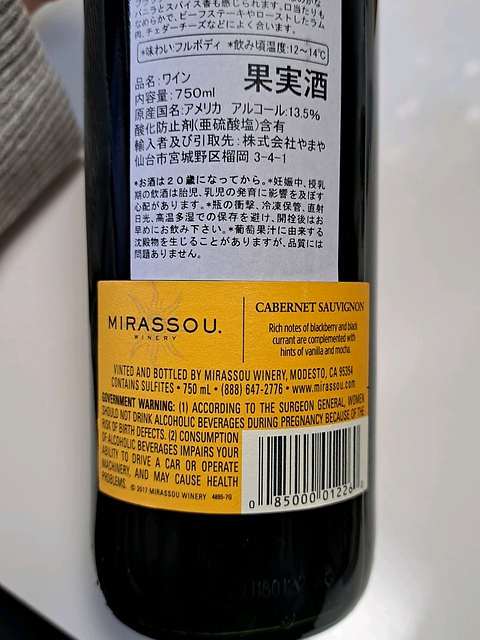 バニラとスパイス香も感じられます。口当たりも
なめらかで、ビーフステーキやローストしたラム
肉、チェダーチーズなどによく合います。
*味わい:フルボディ *飲み頃温度:12~14℃
品名:ワイン
果実酒
内容量:750ml
原産国名:アメリカ アルコール:13.5%
酸化防止剤(亜硫酸塩)含有
輸入者及び引取先:株式会社やまや
仙台市宮城野区榴岡 3-4-1
*お酒は20歳になってから。*妊娠中、授乳
期の飲酒は胎児、乳児の発育に影響を及ぼす
心配があります。*瓶の衝撃、冷凍保管、直射
日光、高温多湿での保存を避け、開栓後はお
早めにお飲み下さい。*葡萄果汁に由来する
沈殿物を生じることがありますが、品質には
問題ありません。
MIRASSOU.
WINERY
CABERNET SAUVIGNON
Rich notes of blackberry and black
currant are complemented with
hints of vanilla and mocha.
VINTED AND BOTTLED BY MIRASSOU WINERY, MODESTO, CA 95354
CONTAINS SULFITES • 750 mL • (888) 647-2776 • www.mirassou.com
GOVERNMENT WARNING: (1) ACCORDING TO THE SURGEON GENERAL, WOMEN
SHOULD NOT DRINK ALCOHOLIC BEVERAGES DURING PREGNANCY BECAUSE OF THE
RISK OF BIRTH DEFECTS. (2) CONSUMPTION
OF ALCOHOLIC BEVERAGES IMPAIRS YOUR
ABILITY TO DRIVE A CAR OR OPERATE
MACHINERY, AND MAY CAUSE HEALTH
PROBLEMS. © 2017 MIRASSOU WINERY 4895-7G
0 85000 01226 0